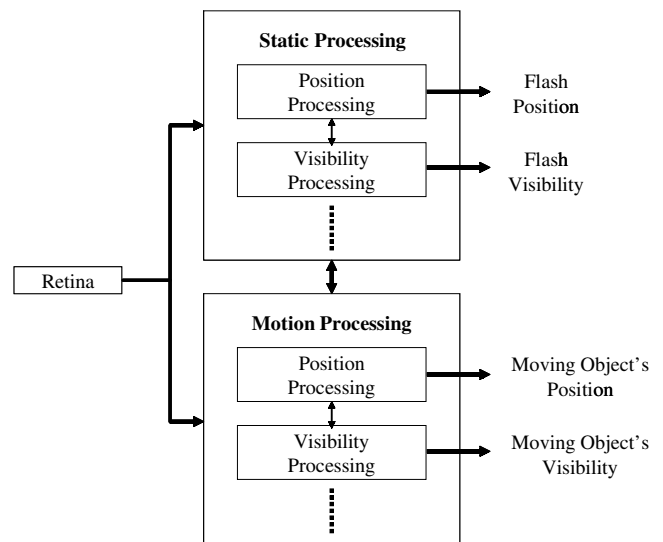 Static Processing
Position
Processing
Flash
Position
Visibility
Processing
Flash
Visibility
Retina
Motion Processing
Position
Processing
Moving Object's
Position
Visibility
Processing
Moving Object's
Visibility